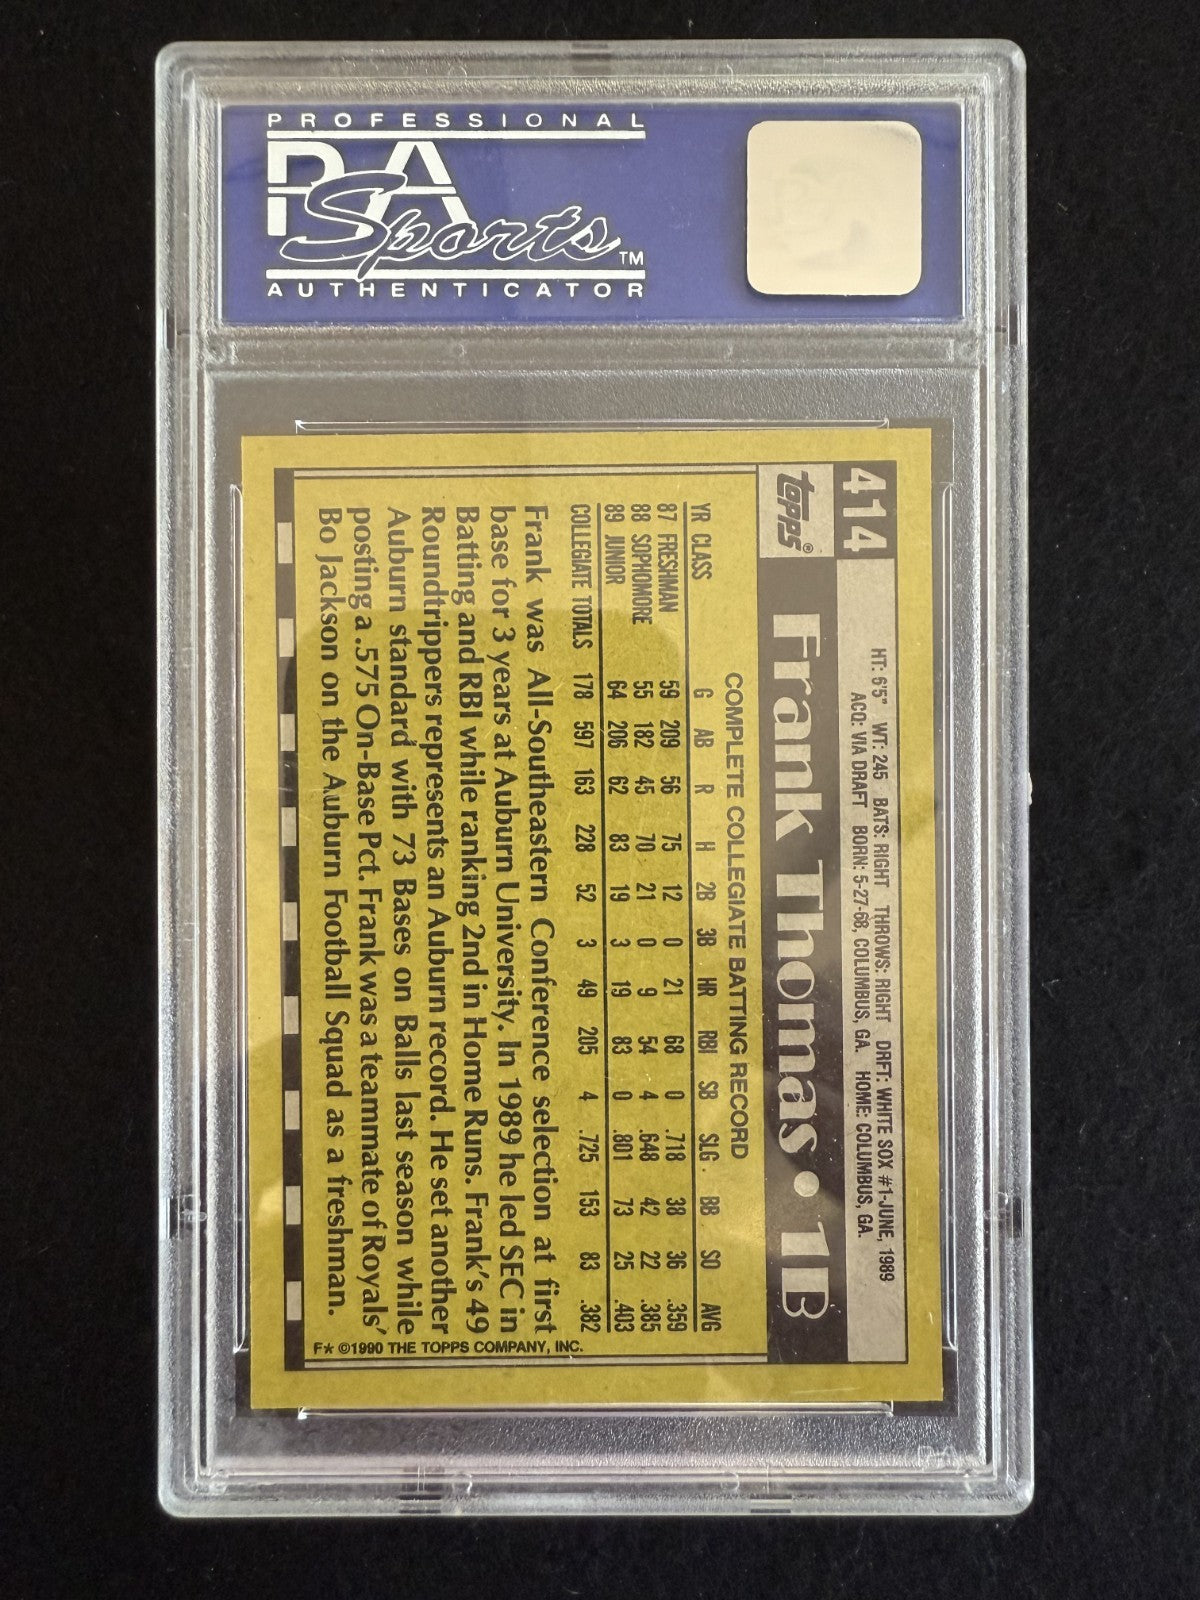 PROFESSIONAL
PSA
Sports™
AUTHENTICATOR
414
topps®
HT: 6'5" WT: 245 BATS: RIGHT THROWS: RIGHT DRFT: WHITE SOX #1-JUNE, 1989
ACQ: VIA DRAFT BORN: 5-27-68, COLUMBUS, GA. HOME: COLUMBUS, GA.
Frank Thomas • 1B
COMPLETE COLLEGIATE BATTING RECORD
YR CLASS G AB R H 2B 3B HR RBI SB SLG. BB SO AVG
87 FRESHMAN 59 209 56 75 12 0 21 68 0 .718 38 36 .359
88 SOPHOMORE 55 182 45 70 21 0 9 54 4 .648 42 22 .385
89 JUNIOR 64 206 62 83 19 3 19 83 0 .801 73 25 .403
COLLEGIATE TOTALS 178 597 163 228 52 3 49 205 4 .725 153 83 .382
Frank was All-Southeastern Conference selection at first
base for 3 years at Auburn University. In 1989 he led SEC in
Batting and RBI while ranking 2nd in Home Runs. Frank's 49
Roundtrippers represents an Auburn record. He set another
Auburn standard with 73 Bases on Balls last season while
posting a .575 On-Base Pct. Frank was a teammate of Royals'
Bo Jackson on the Auburn Football Squad as a freshman.
F★ ©1990 THE TOPPS COMPANY, INC.